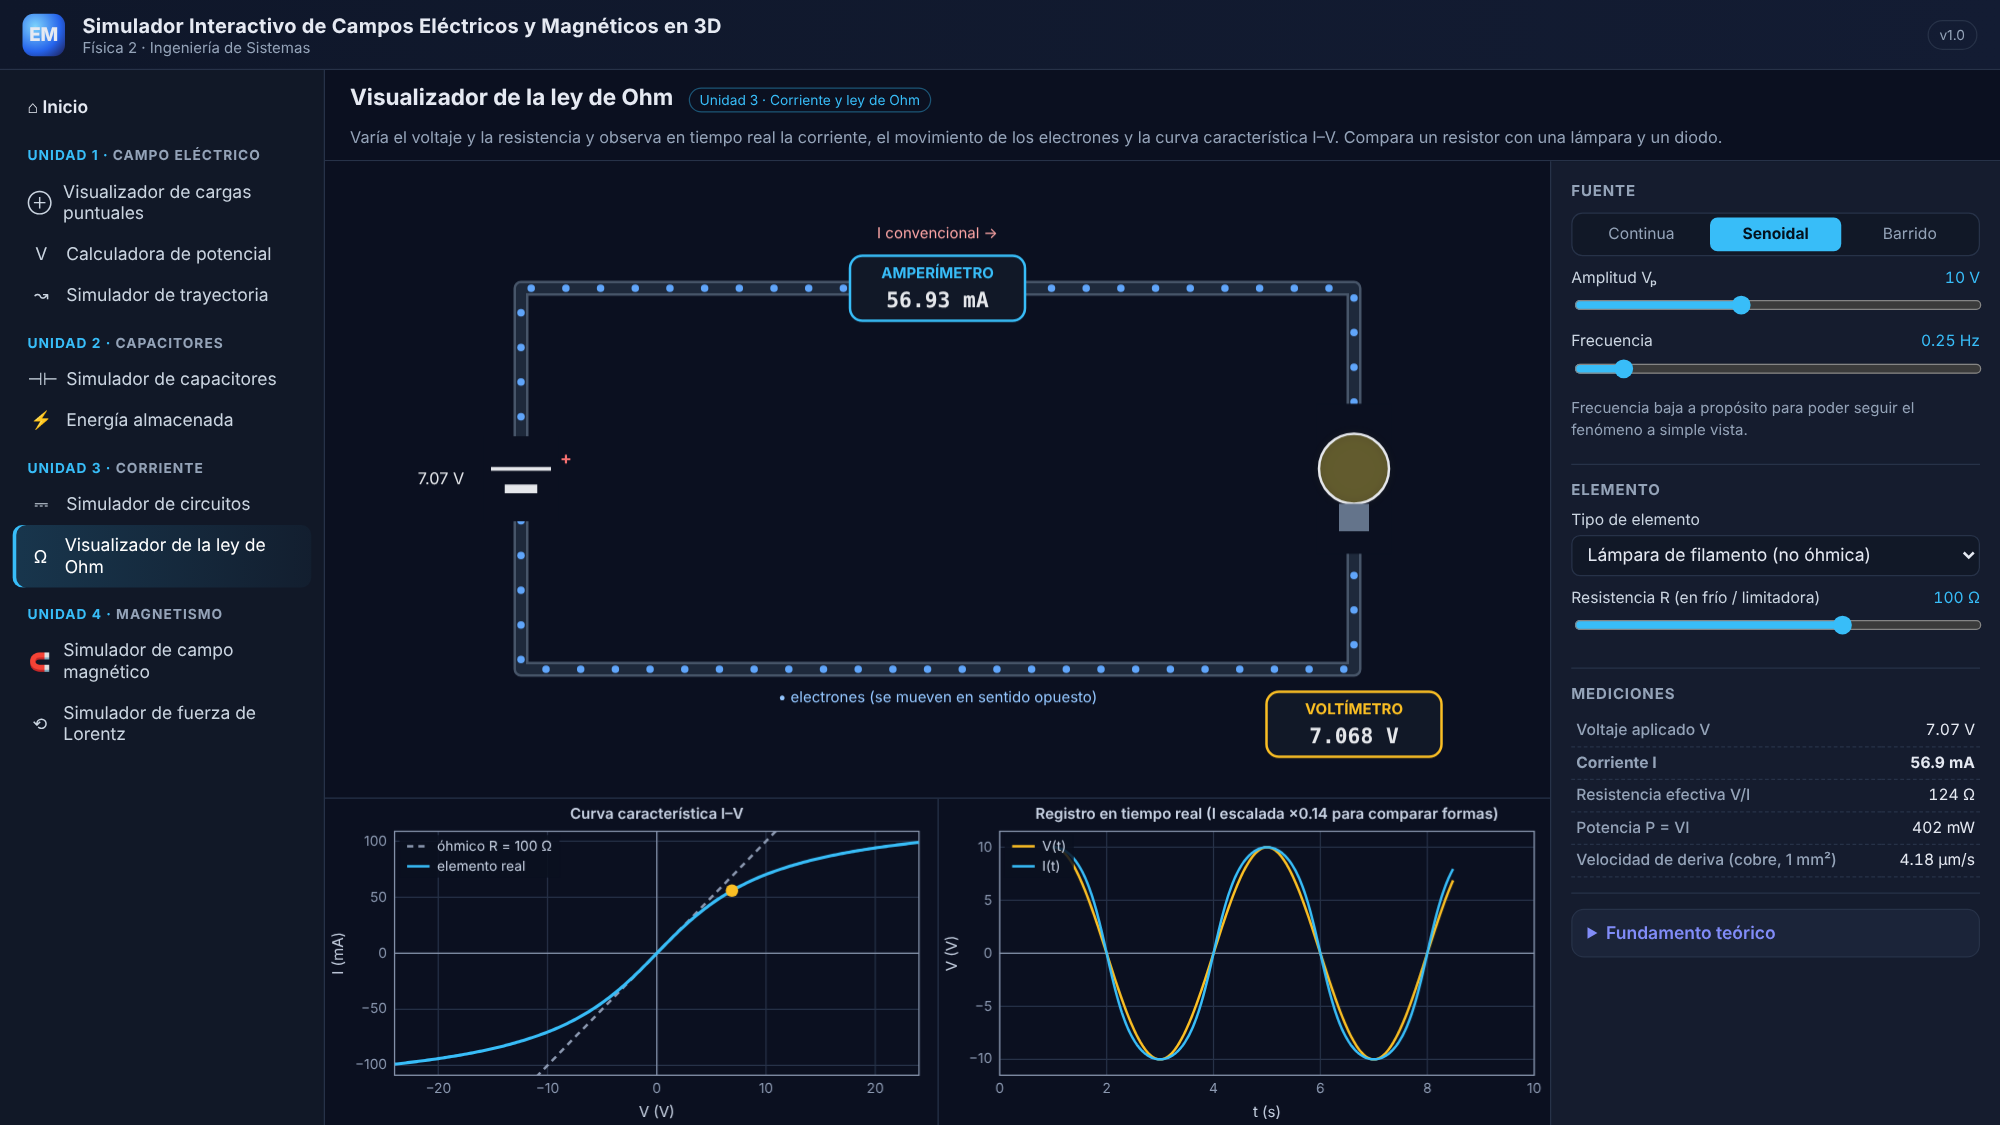 EM
Simulador Interactivo de Campos Eléctricos y Magnéticos en 3D
Física 2 · Ingeniería de Sistemas
v1.0
⌂ Inicio
UNIDAD 1 · CAMPO ELÉCTRICO
Visualizador de cargas
puntuales
V Calculadora de potencial
Simulador de trayectoria
UNIDAD 2 · CAPACITORES
Simulador de capacitores
⚡ Energía almacenada
UNIDAD 3 · CORRIENTE
Simulador de circuitos
Ω Visualizador de la ley de
Ohm
UNIDAD 4 · MAGNETISMO
Simulador de campo
magnético
Simulador de fuerza de
Lorentz
Visualizador de la ley de Ohm
Unidad 3 · Corriente y ley de Ohm
Varía el voltaje y la resistencia y observa en tiempo real la corriente, el movimiento de los electrones y la curva característica I–V. Compara un resistor con una lámpara y un diodo.
I convencional →
AMPERÍMETRO
56.93 mA
+
7.07 V
• electrones (se mueven en sentido opuesto)
VOLTÍMETRO
7.068 V
Curva característica I–V
óhmico R = 100 Ω
elemento real
100
50
0
−50
−100
I (mA)
−20
−10
0
10
20
V (V)
Registro en tiempo real (I escalada ×0.14 para comparar formas)
V(t)
I(t)
10
5
0
−5
−10
V (V)
0
2
4
6
8
10
t (s)
FUENTE
Continua
Senoidal
Barrido
Amplitud Vₚ
10 V
Frecuencia
0.25 Hz
Frecuencia baja a propósito para poder seguir el
fenómeno a simple vista.
ELEMENTO
Tipo de elemento
Lámpara de filamento (no óhmica)
Resistencia R (en frío / limitadora)
100 Ω
MEDICIONES
Voltaje aplicado V
7.07 V
Corriente I
56.9 mA
Resistencia efectiva V/I
124 Ω
Potencia P = VI
402 mW
Velocidad de deriva (cobre, 1 mm²)
4.18 µm/s
▶ Fundamento teórico